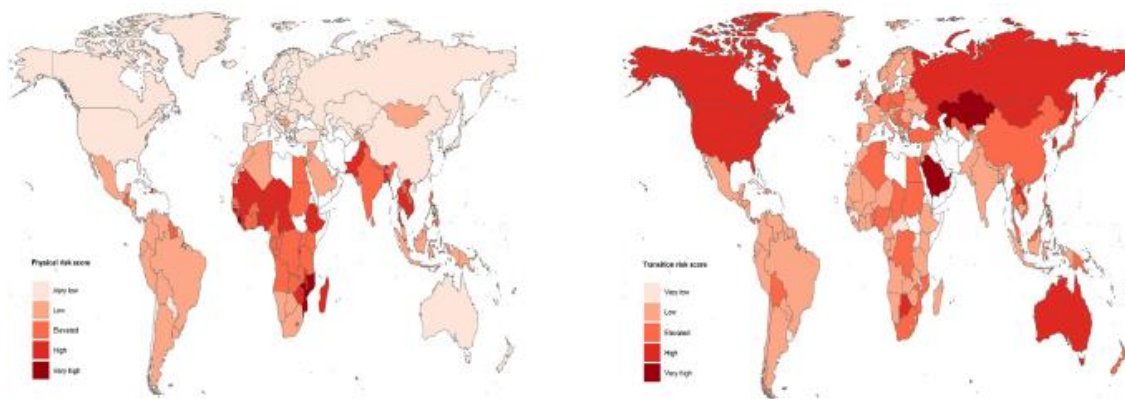 Physical risk score
Very low
Low
Elevated
High
Very high
Transition risk score
Very low
Low
Elevated
High
Very high